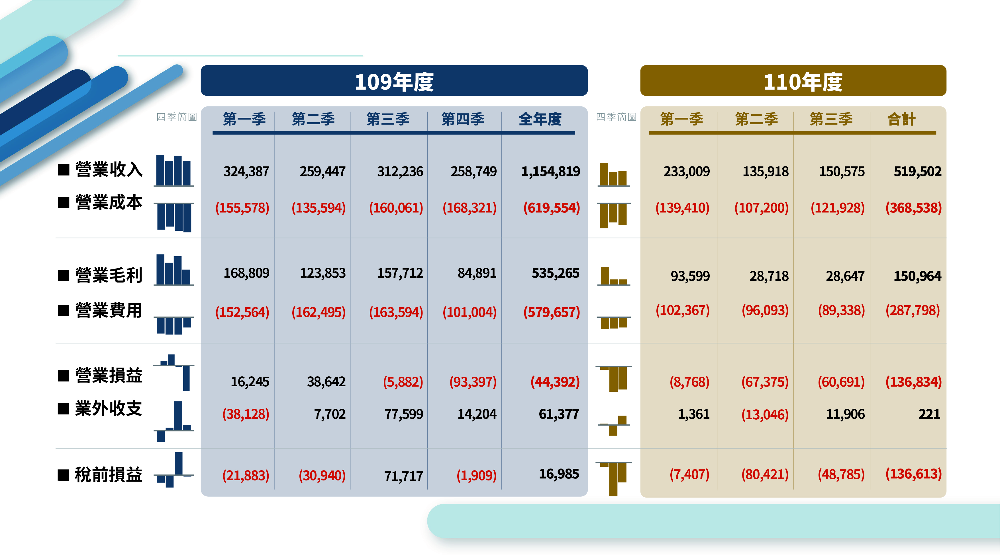 109年度 110年度
四季簡圖 第一季 第二季 第三季 第四季 全年度 四季簡圖 第一季 第二季 第三季 合計
■ 營業收入 324,387 259,447 312,236 258,749 1,154,819 233,009 135,918 150,575 519,502
■ 營業成本 (155,578) (135,594) (160,061) (168,321) (619,554) (139,410) (107,200) (121,928) (368,538)
■ 營業毛利 168,809 123,853 157,712 84,891 535,265 93,599 28,718 28,647 150,964
■ 營業費用 (152,564) (162,495) (163,594) (101,004) (579,657) (102,367) (96,093) (89,338) (287,798)
■ 營業損益 16,245 38,642 (5,882) (93,397) (44,392) (8,768) (67,375) (60,691) (136,834)
■ 業外收支 (38,128) 7,702 77,599 14,204 61,377 1,361 (13,046) 11,906 221
■ 稅前損益 (21,883) (30,940) 71,717 (1,909) 16,985 (7,407) (80,421) (48,785) (136,613)